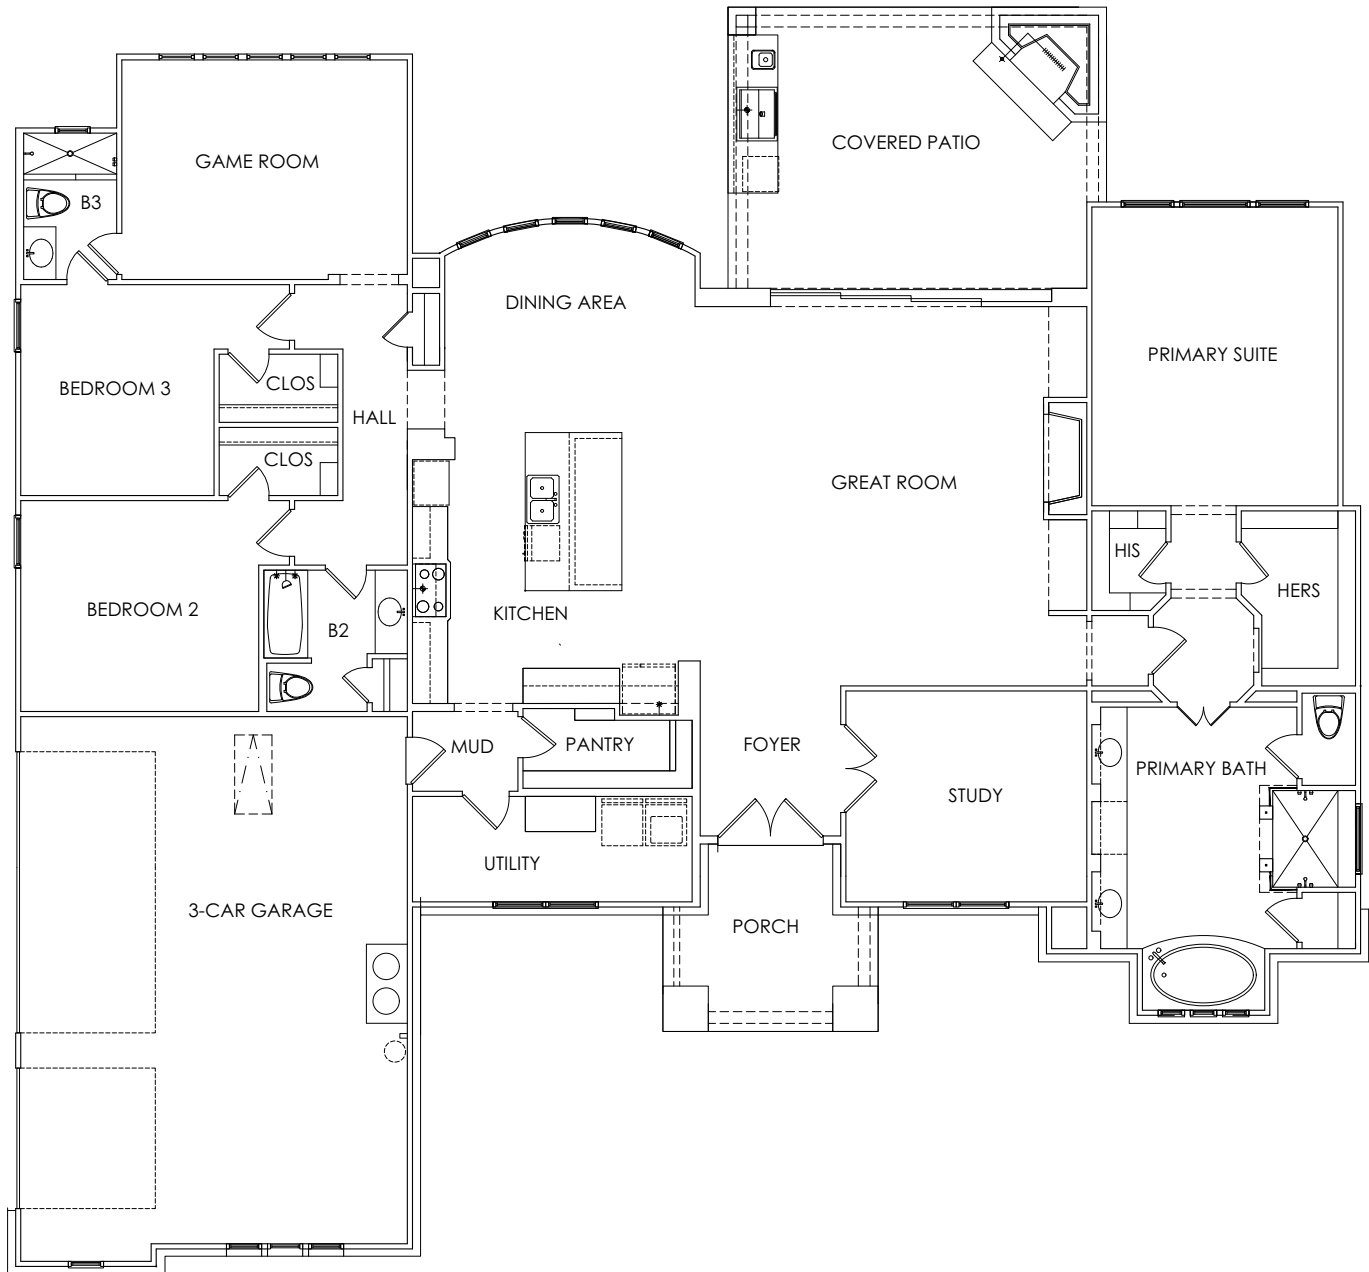 COVERED PATIO
GAME ROOM
B3
DINING AREA
PRIMARY SUITE
BEDROOM 3
CLOS
HALL
CLOS
GREAT ROOM
HIS
HERS
BEDROOM 2
KITCHEN
B2
MUD
PANTRY
FOYER
PRIMARY BATH
STUDY
UTILITY
3-CAR GARAGE
PORCH